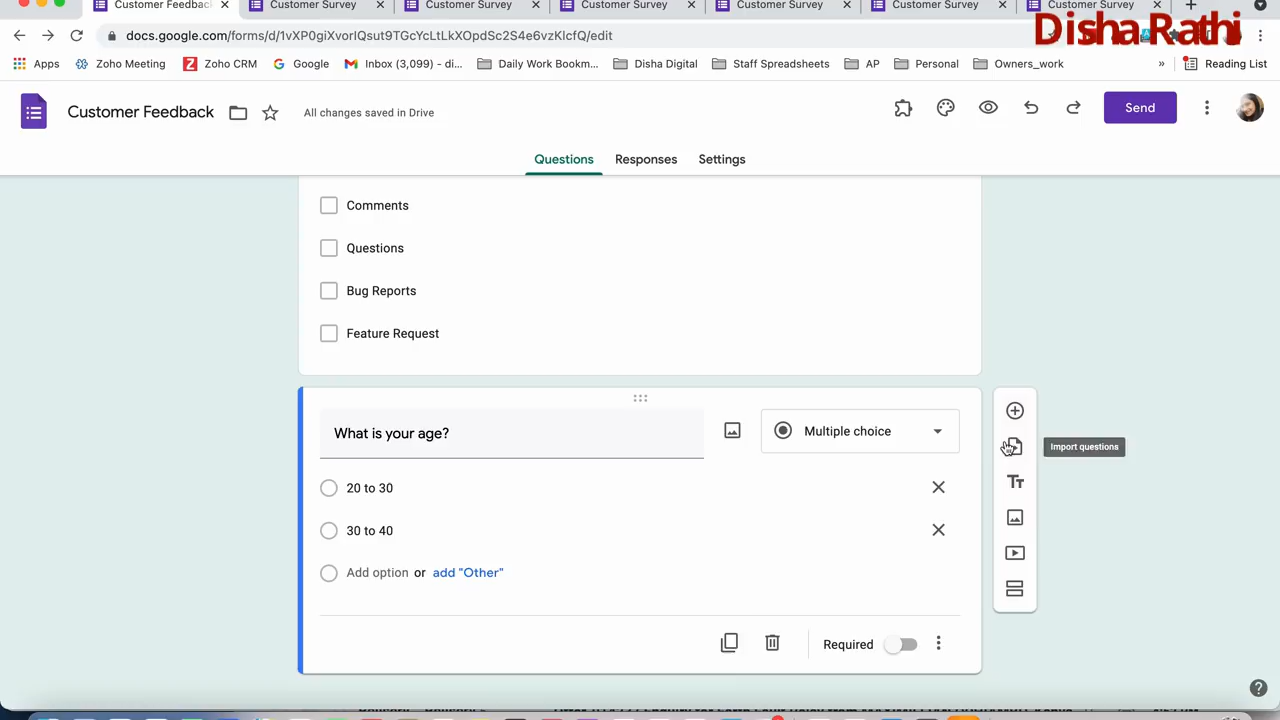 Customer Feedbac
Customer Survey
Customer Survey
Customer Survey
Customer Survey
Customer Survey
Customer Survey
Disha Rathi
docs.google.com/forms/d/1vXP0giXvorlQsuU9TGcYcLtLkXOpdSc2S4e6vzKIcfQ/edit
Apps
Zoho Meeting
Zoho CRM
Google
Inbox (3,099) - di...
Daily Work Bookm...
Disha Digital
Staff Spreadsheets
AP
Personal
Owners_work
»
Reading List
Customer Feedback
All changes saved in Drive
Send
Questions
Responses
Settings
Comments
Questions
Bug Reports
Feature Request
What is your age?
Multiple choice
Import questions
20 to 30
30 to 40
Add option or add "Other"
Required